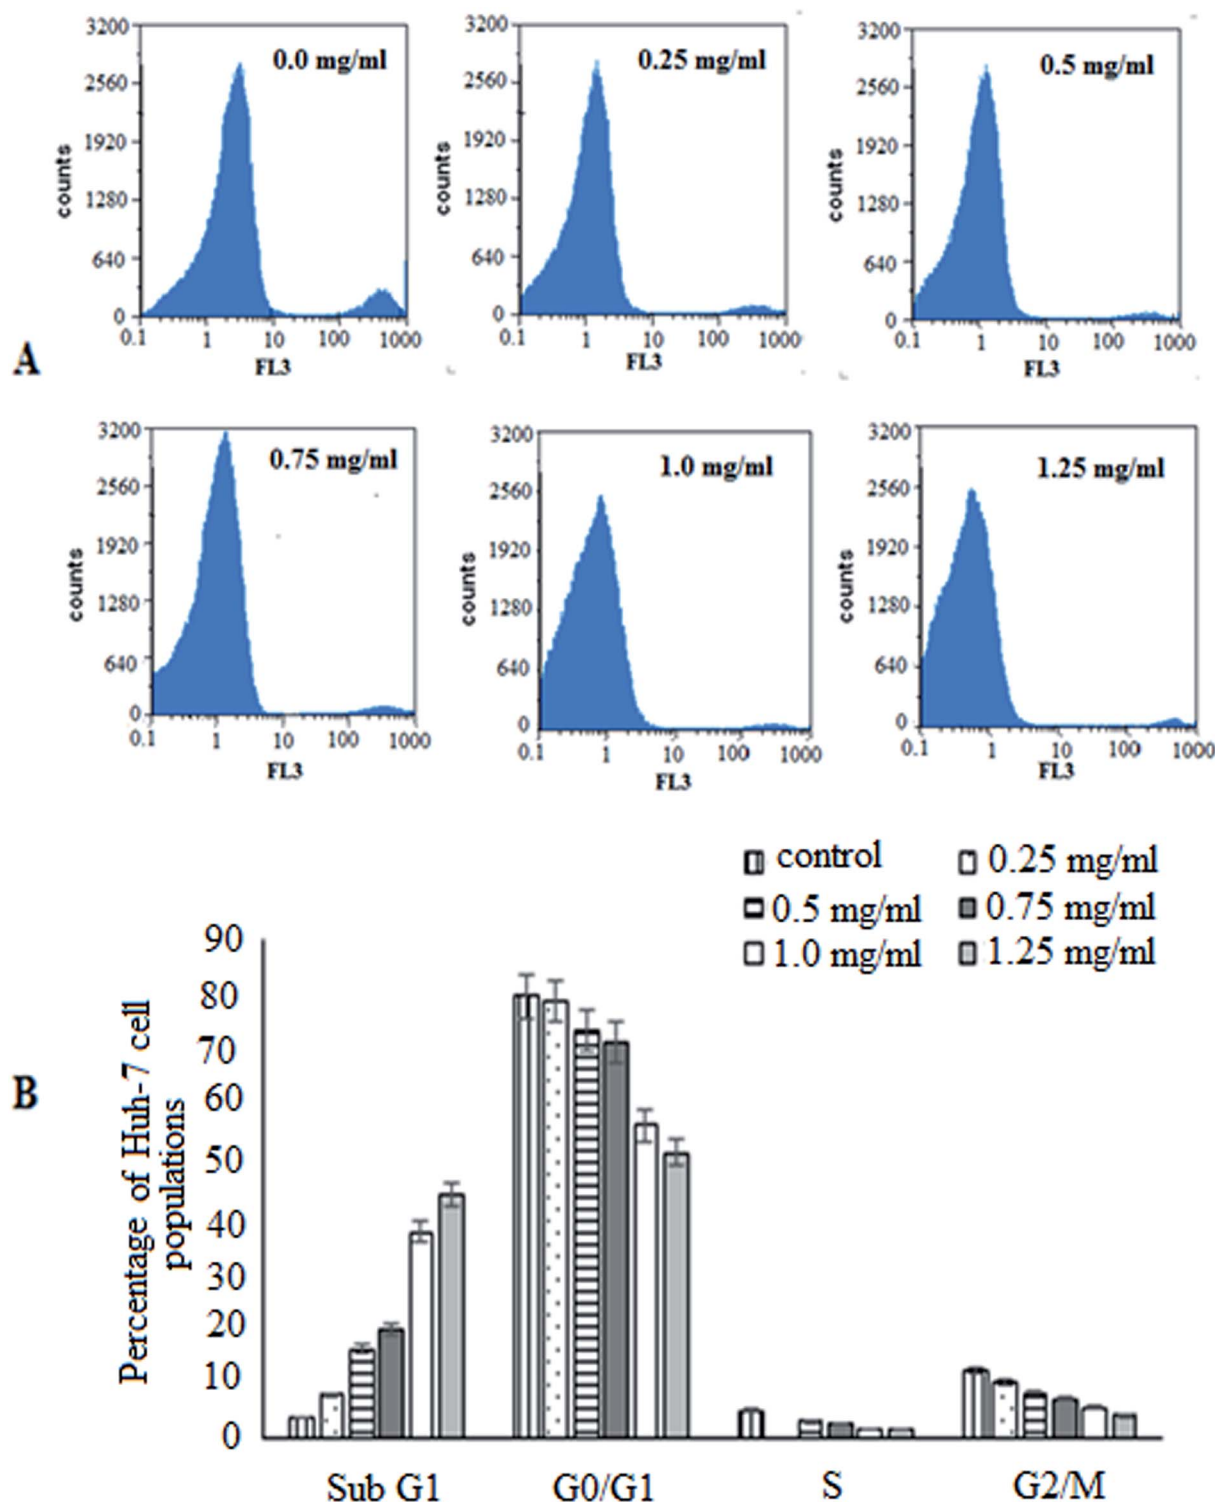 3200
2560
1920
1280
640
0
counts
0.0 mg/ml
0.1 1 10 100 1000
FL3
3200
2560
1920
1280
640
0
counts
0.25 mg/ml
0.1 1 10 100 1000
FL3
3200
2560
1920
1280
640
0
counts
0.5 mg/ml
0.1 1 10 100 1000
FL3
A
3200
2560
1920
1280
640
0
counts
0.75 mg/ml
0.1 1 10 100 1000
FL3
3200
2560
1920
1280
640
0
counts
1.0 mg/ml
0.1 1 10 100 1000
FL3
3200
2560
1920
1280
640
0
counts
1.25 mg/ml
0.1 1 10 100 1000
FL3
control 0.25 mg/ml
0.5 mg/ml 0.75 mg/ml
1.0 mg/ml 1.25 mg/ml
B
Percentage of Huh-7 cell
populations
90
80
70
60
50
40
30
20
10
0
Sub G1 G0/G1 S G2/M